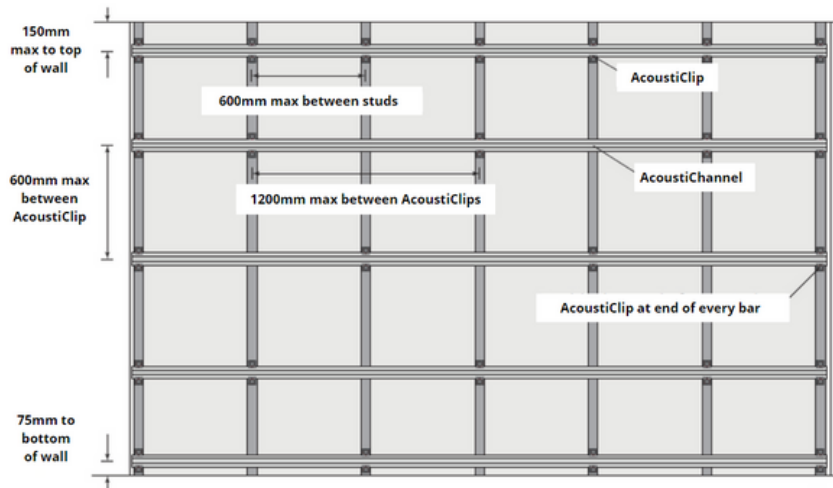 150mm
max to top
of wall
AcoustiClip
600mm max between studs
600mm max
between
AcoustiClip
AcoustiChannel
1200mm max between AcoustiClips
AcoustiClip at end of every bar
75mm to
bottom
of wall